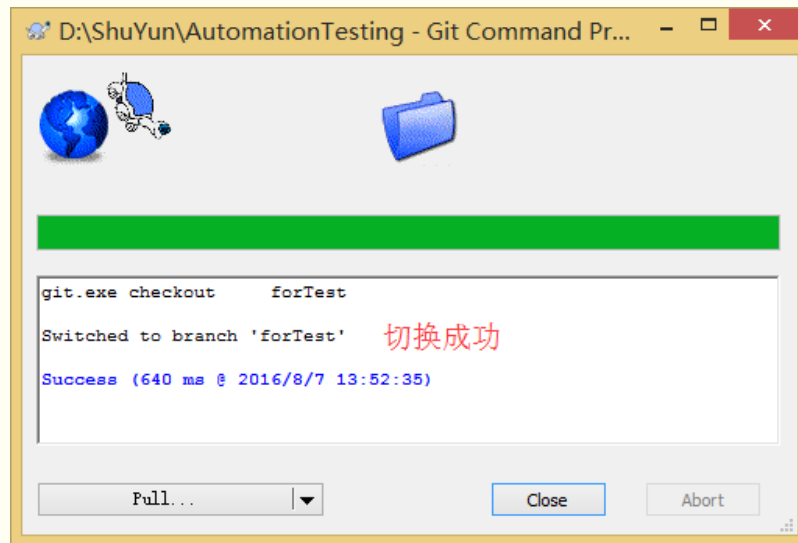 D:\ShuYun\AutomationTesting - Git Command Pr...
git.exe checkout     forTest
Switched to branch 'forTest' 切换成功
Success (640 ms @ 2016/8/7 13:52:35)
Pull... Close Abort